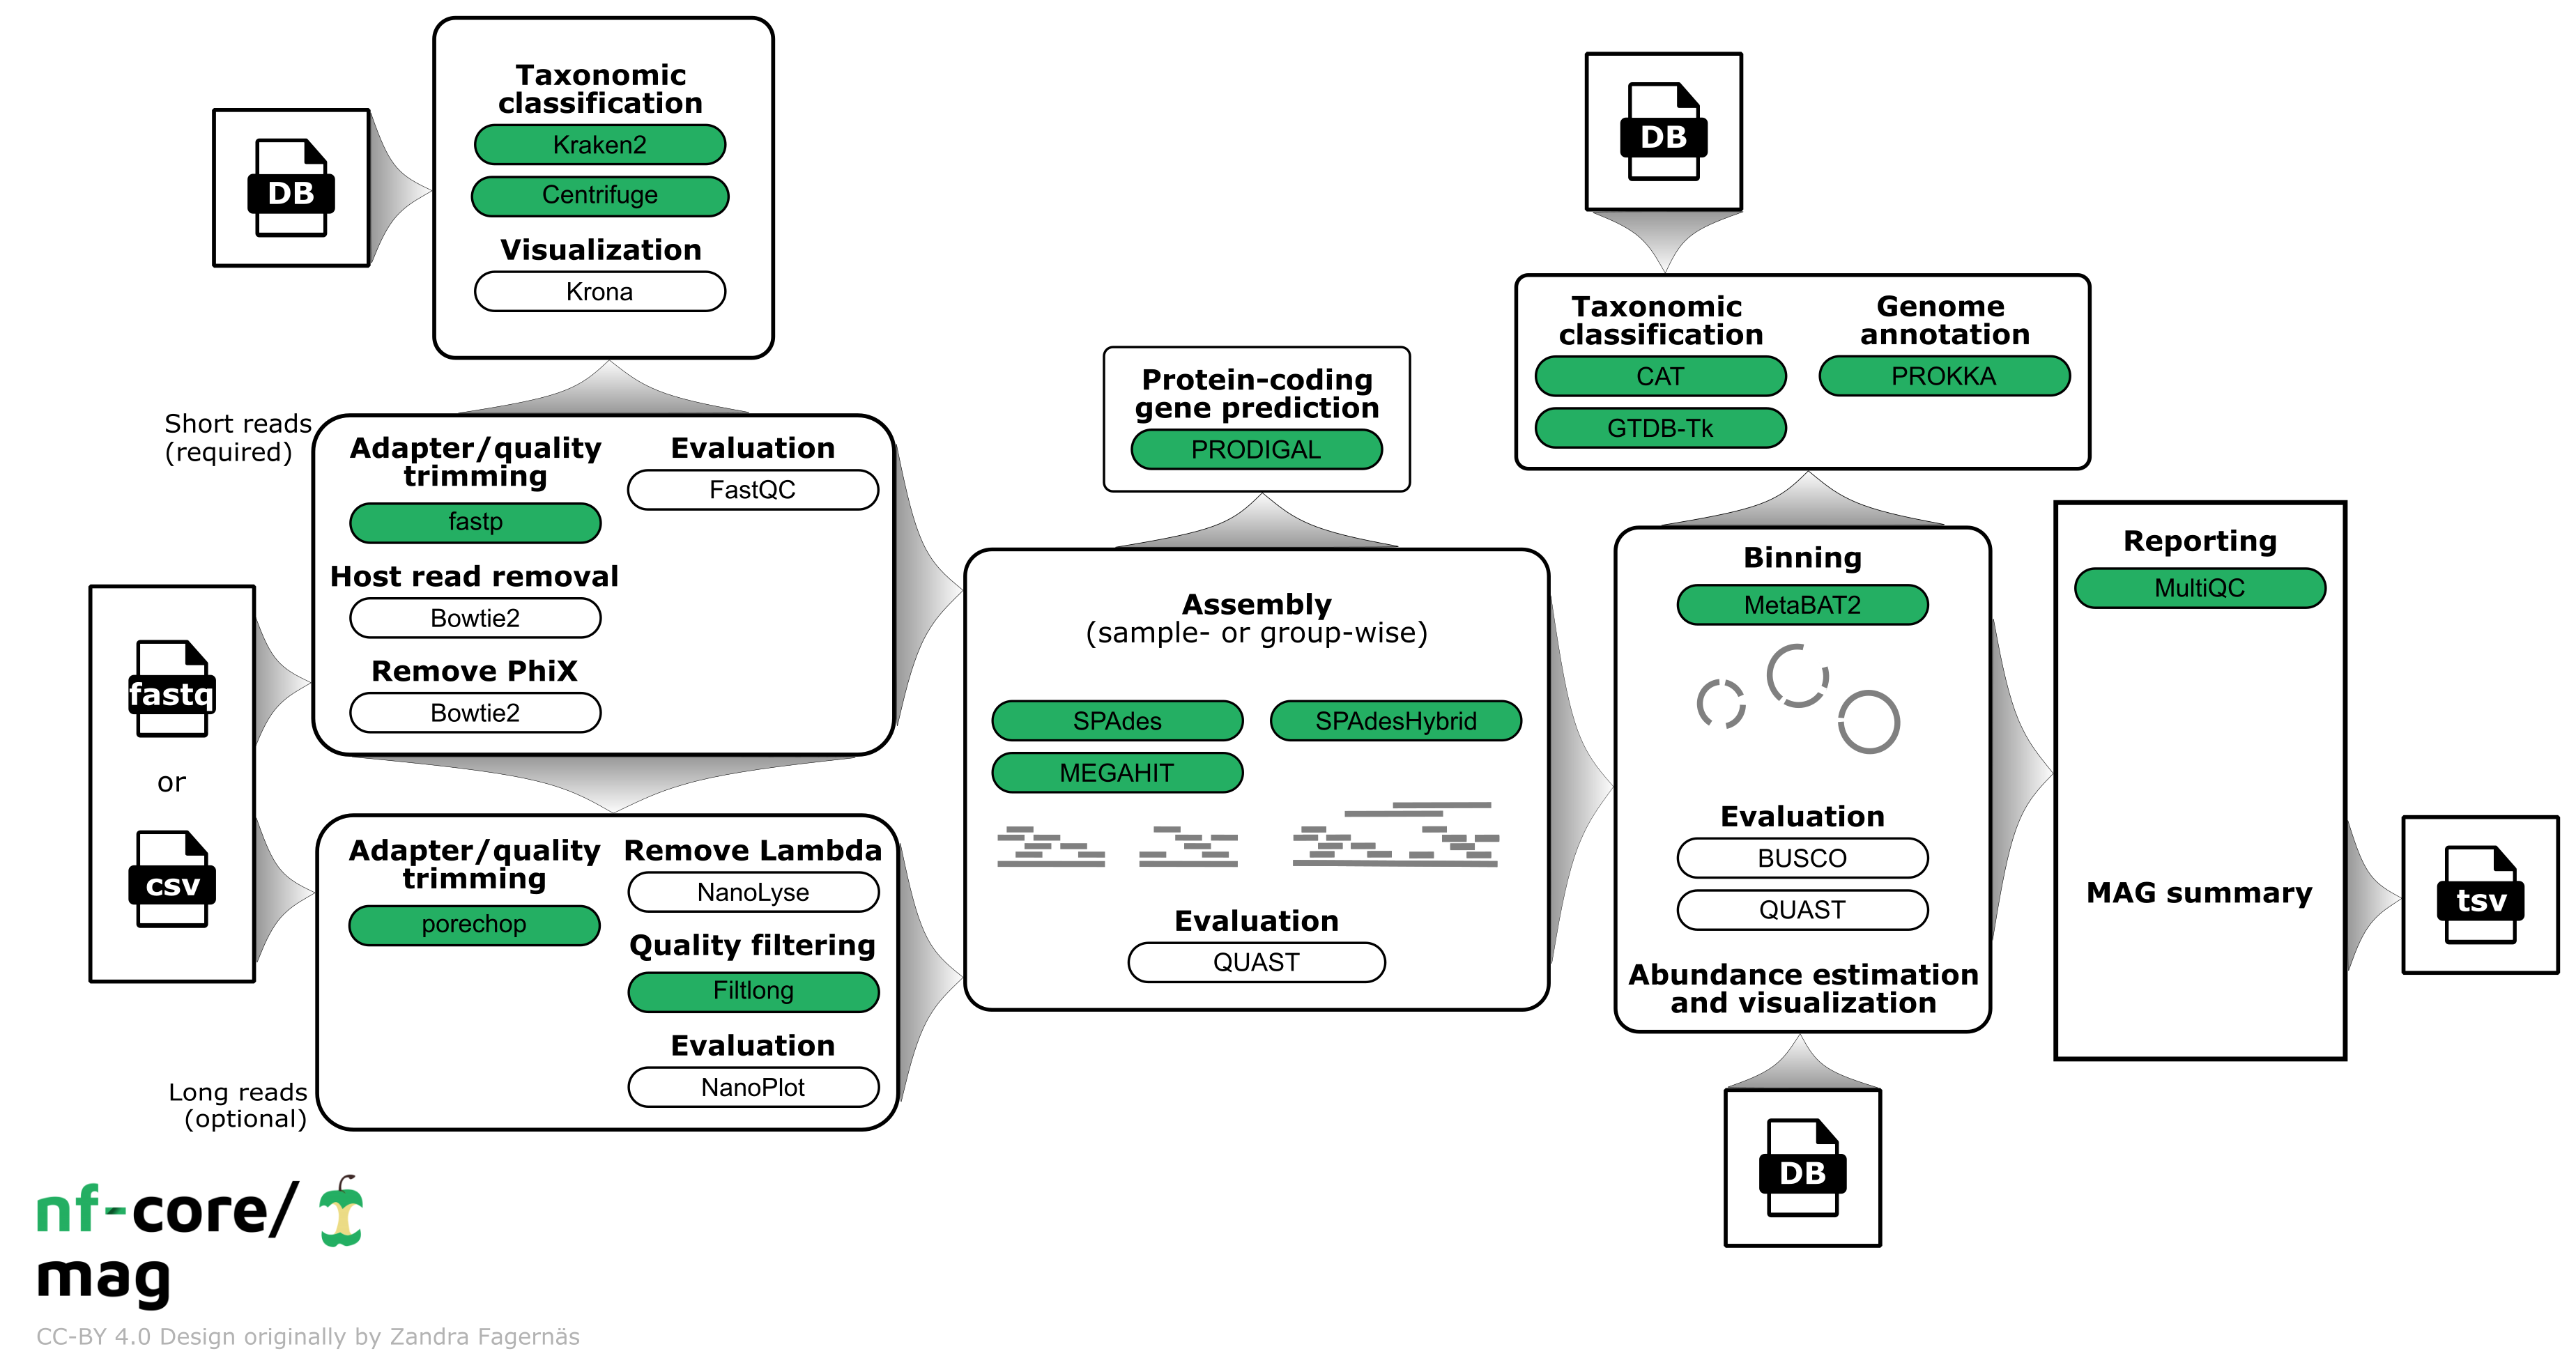 Taxonomic
classification
Kraken2
Centrifuge
Visualization
Krona
DB
Short reads
(required)
Adapter/quality
trimming
fastp
Host read removal
Bowtie2
Remove PhiX
Bowtie2
Evaluation
FastQC
fastq
or
csv
Adapter/quality
trimming
porechop
Remove Lambda
NanoLyse
Quality filtering
Filtlong
Evaluation
NanoPlot
Long reads
(optional)
Protein-coding
gene prediction
PRODIGAL
Assembly
(sample- or group-wise)
SPAdes
SPAdesHybrid
MEGAHIT
Evaluation
QUAST
DB
Taxonomic
classification
CAT
GTDB-Tk
Genome
annotation
PROKKA
Binning
MetaBAT2
Evaluation
BUSCO
QUAST
Abundance estimation
and visualization
DB
Reporting
MultiQC
MAG summary
tsv
nf-core/
mag
CC-BY 4.0 Design originally by Zandra Fagernäs